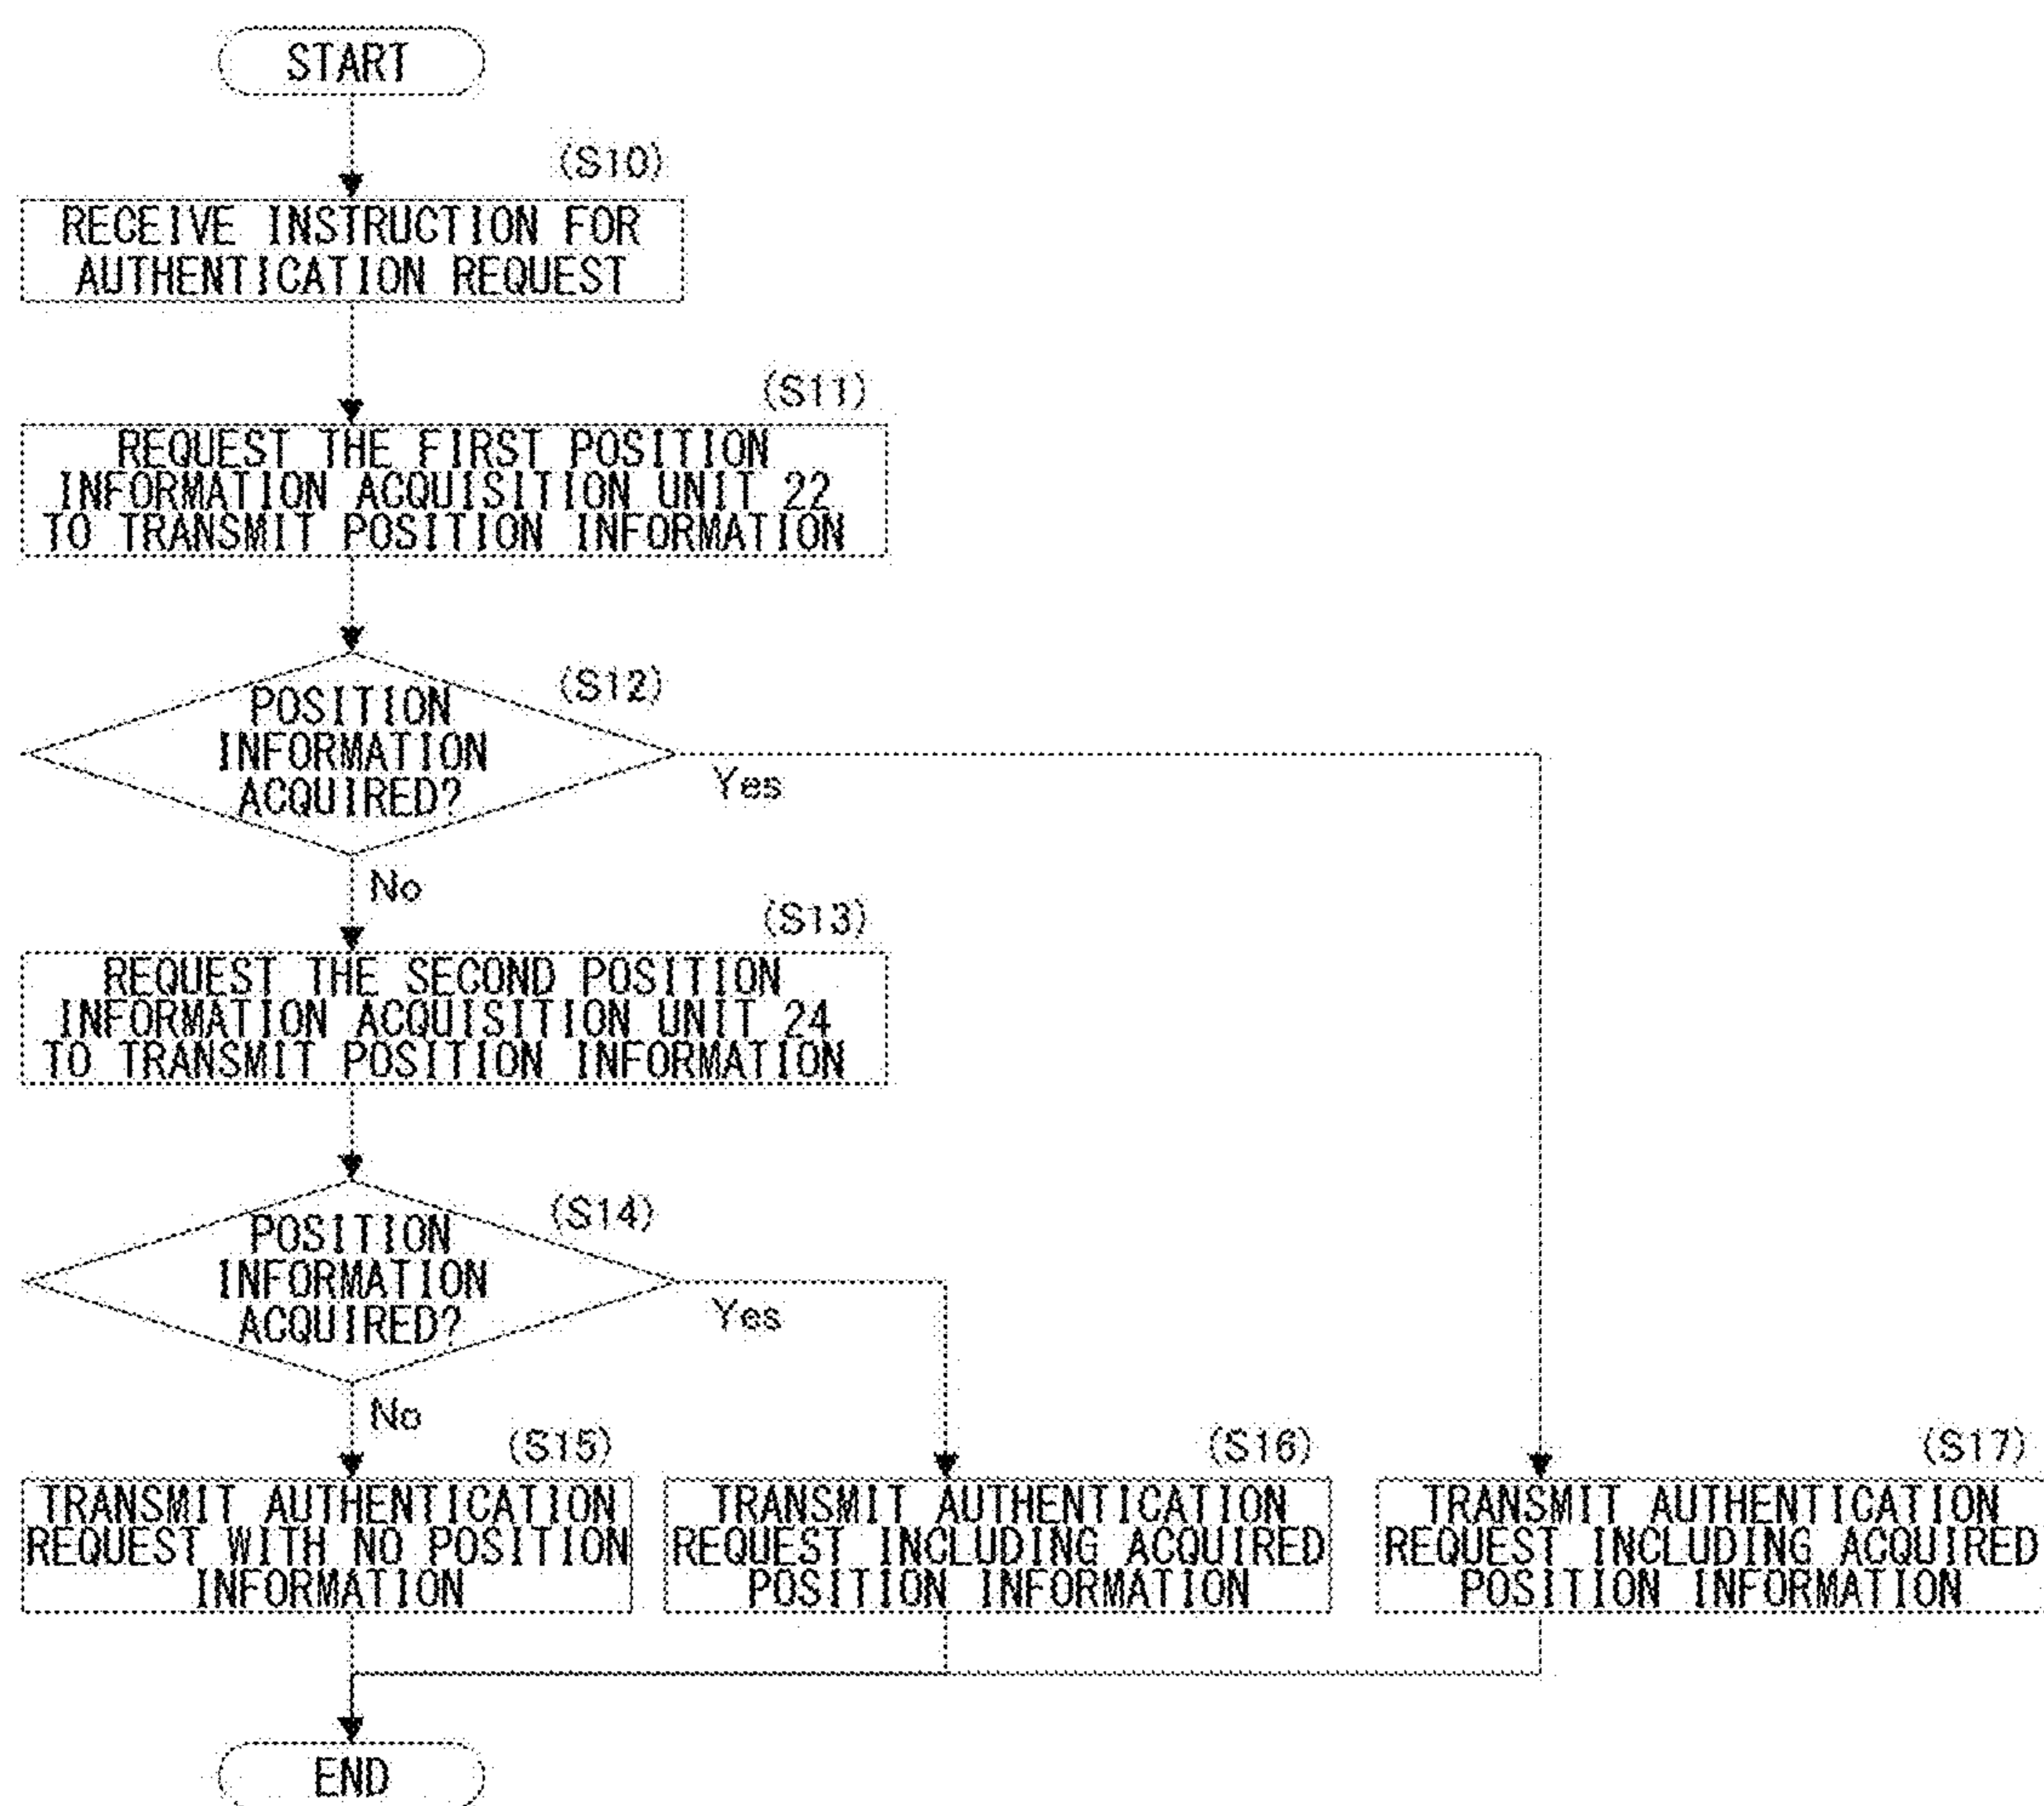 START
(S10)
RECEIVE INSTRUCTION FOR
AUTHENTICATION REQUEST
(S11)
REQUEST THE FIRST POSITION
INFORMATION ACQUISITION UNIT 22
TO TRANSMIT POSITION INFORMATION
(S12)
POSITION
INFORMATION
ACQUIRED?
Yes
No
(S13)
REQUEST THE SECOND POSITION
INFORMATION ACQUISITION UNIT 24
TO TRANSMIT POSITION INFORMATION
(S14)
POSITION
INFORMATION
ACQUIRED?
Yes
No
(S15)
TRANSMIT AUTHENTICATION
REQUEST WITH NO POSITION
INFORMATION
(S16)
TRANSMIT AUTHENTICATION
REQUEST INCLUDING ACQUIRED
POSITION INFORMATION
(S17)
TRANSMIT AUTHENTICATION
REQUEST INCLUDING ACQUIRED
POSITION INFORMATION
END